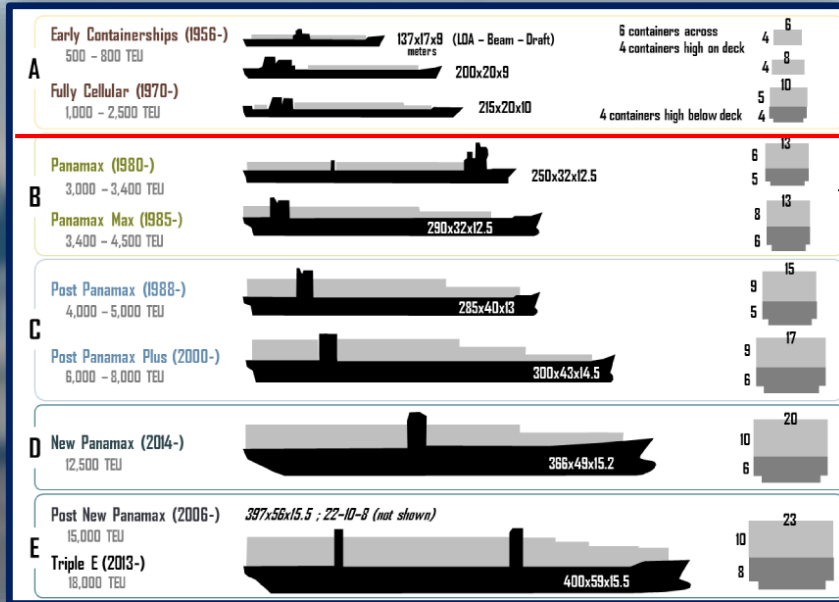 A
Early Containerships (1956-)
500 – 800 TEU
137x17x9 (LOA – Beam – Draft)
meters
6 containers across
4 containers high on deck
6
4
200x20x9
8
4
Fully Cellular (1970-)
1,000 – 2,500 TEU
215x20x10
4 containers high below deck
10
5
4
B
Panamax (1980-)
3,000 – 3,400 TEU
250x32x12.5
13
6
5
Panamax Max (1985-)
3,400 – 4,500 TEU
290x32x12.5
13
8
6
C
Post Panamax (1988-)
4,000 – 5,000 TEU
285x40x13
15
9
5
Post Panamax Plus (2000-)
6,000 – 8,000 TEU
300x43x14.5
17
9
6
D
New Panamax (2014-)
12,500 TEU
366x49x15.2
20
10
6
E
Post New Panamax (2006-)
15,000 TEU
397x56x15.5 ; 22-10-8 (not shown)
Triple E (2013-)
18,000 TEU
400x59x15.5
23
10
8